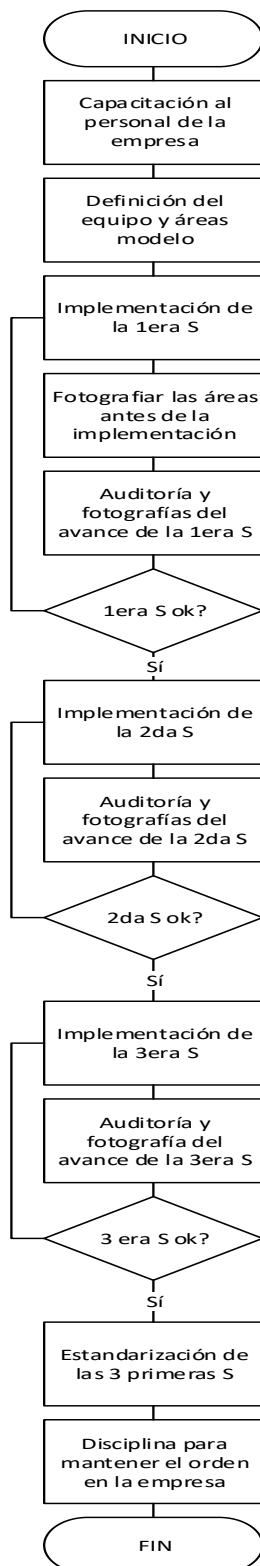 INICIO
Capacitación al
personal de la
empresa
Definición del
equipo y áreas
modelo
Implementación de
la 1era S
Fotografiar las áreas
antes de la
implementación
Auditoría y
fotografías del
avance de la 1era S
1era S ok?
Sí
Implementación de
la 2da S
Auditoría y
fotografías del
avance de la 2da S
2da S ok?
Sí
Implementación de
la 3era S
Auditoría y
fotografía del
avance de la 3era S
3 era S ok?
Sí
Estandarización de
las 3 primeras S
Disciplina para
mantener el orden
en la empresa
FIN